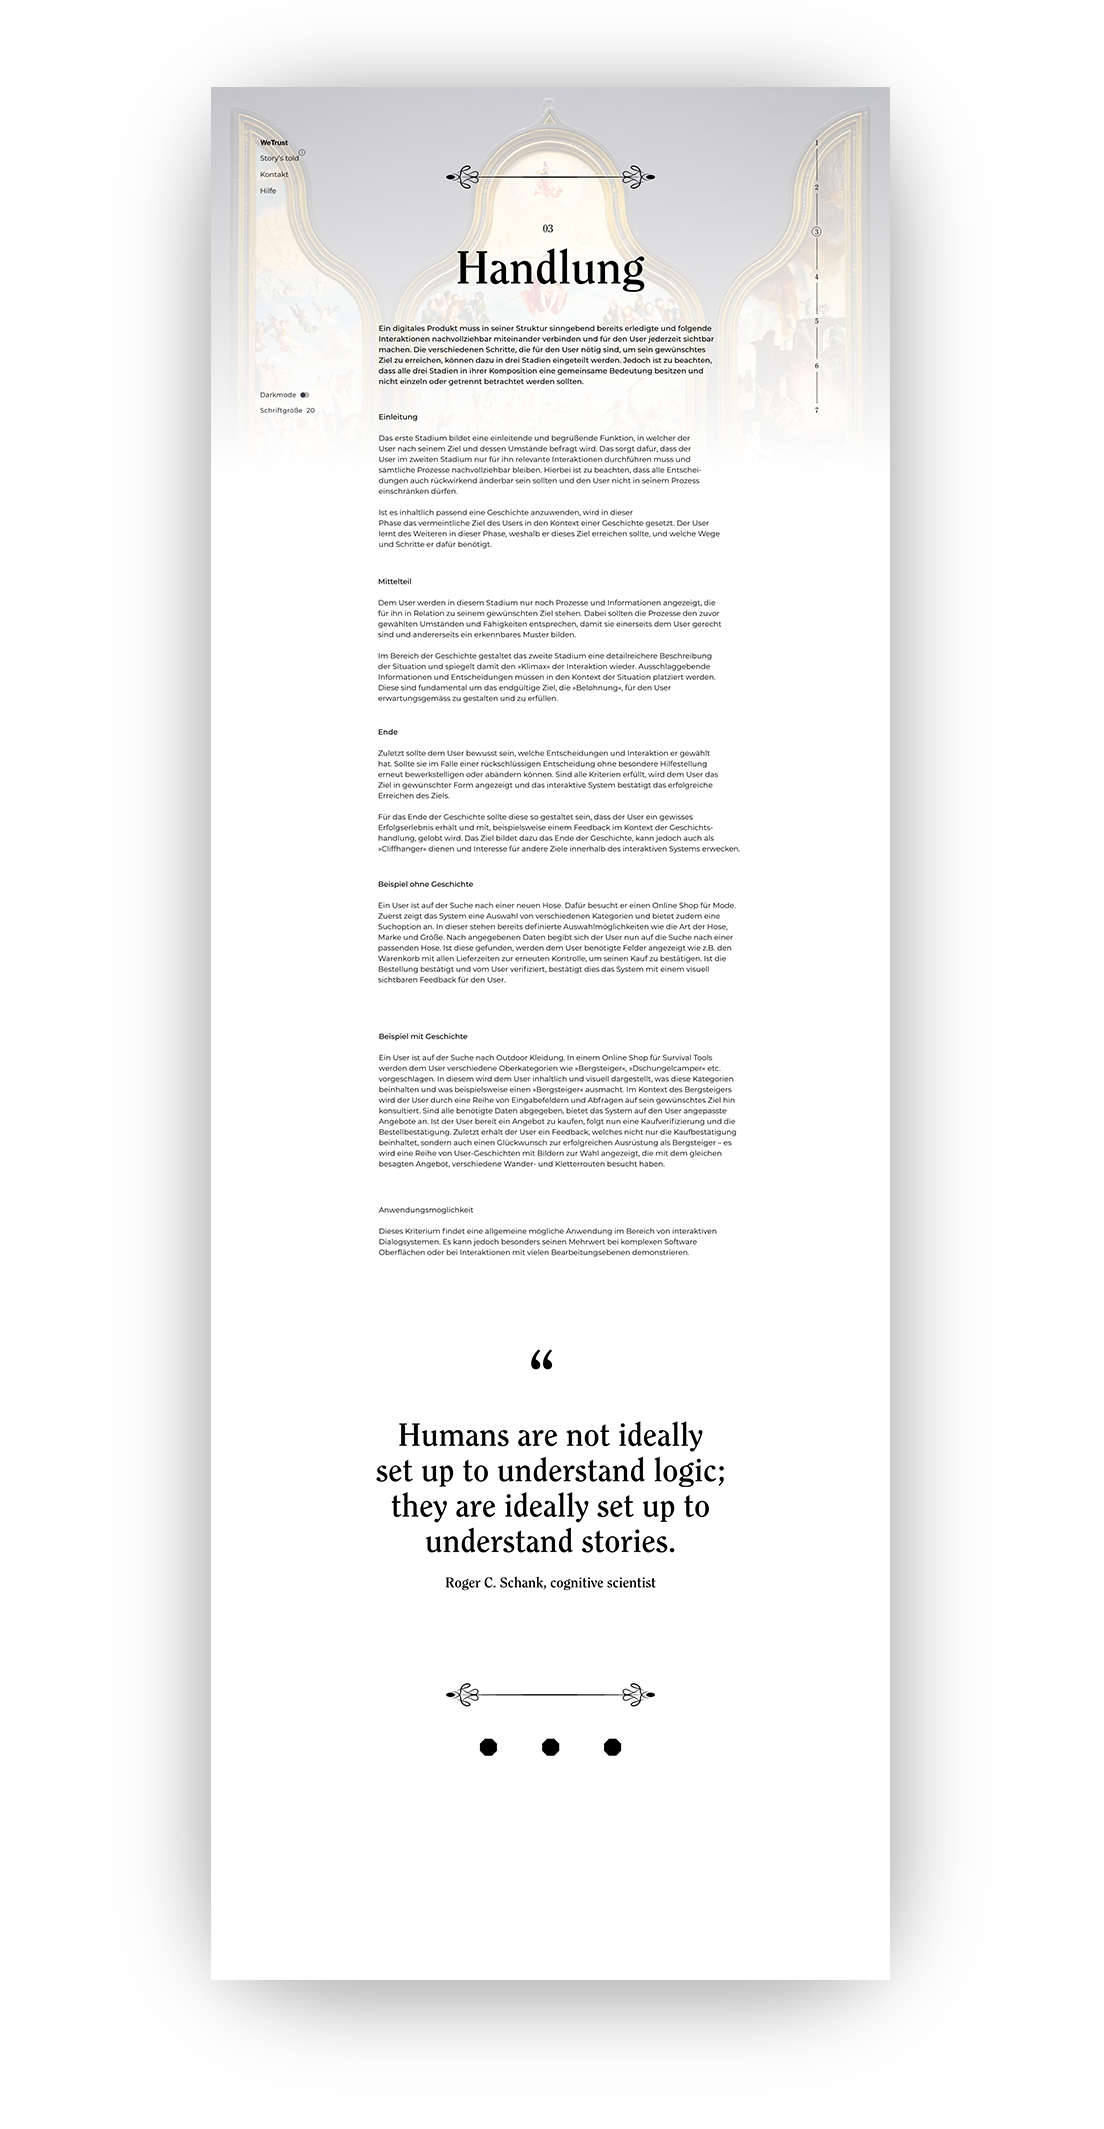 WeTrust
Story's told
Kontakt
Hilfe
1
2
3
4
5
6
7
03
Handlung
Ein digitales Produkt muss in seiner Struktur sinngebend bereits erledigte und folgende
Interaktionen nachvollziehbar miteinander verbinden und für den User jederzeit sichtbar
machen. Die verschiedenen Schritte, die für den User nötig sind, um sein gewünschtes
Ziel zu erreichen, können dazu in drei Stadien eingeteilt werden. Jedoch ist zu beachten,
dass alle drei Stadien in ihrer Komposition eine gemeinsame Bedeutung besitzen und
nicht einzeln oder getrennt betrachtet werden sollten.
Darkmode
Schriftgröße 20
Einleitung
Das erste Stadium bildet eine einleitende und begrüßende Funktion, in welcher der
User nach seinem Ziel und dessen Umstände befragt wird. Das sorgt dafür, dass der
User im zweiten Stadium nur für ihn relevante Interaktionen durchführen muss und
sämtliche Prozesse nachvollziehbar bleiben. Hierbei ist zu beachten, dass alle Entschei-
dungen auch rückwirkend änderbar sein sollten und den User nicht in seinem Prozess
einschränken dürfen.
Ist es inhaltlich passend eine Geschichte anzuwenden, wird in dieser
Phase das vermeintliche Ziel des Users in den Kontext einer Geschichte gesetzt. Der User
lernt des Weiteren in dieser Phase, weshalb er dieses Ziel erreichen sollte, und welche Wege
und Schritte er dafür benötigt.
Mittelteil
Dem User werden in diesem Stadium nur noch Prozesse und Informationen angezeigt, die
für ihn in Relation zu seinem gewünschten Ziel stehen. Dabei sollten die Prozesse den zuvor
gewählten Umständen und Fähigkeiten entsprechen, damit sie einerseits dem User gerecht
sind und andererseits ein erkennbares Muster bilden.
Im Bereich der Geschichte gestaltet das zweite Stadium eine detailreichere Beschreibung
der Situation und spiegelt damit den »Klimax« der Interaktion wieder. Ausschlaggebende
Informationen und Entscheidungen müssen in den Kontext der Situation platziert werden.
Diese sind fundamental um das endgültige Ziel, die »Belohnung«, für den User
erwartungsgemäss zu gestalten und zu erfüllen.
Ende
Zuletzt sollte dem User bewusst sein, welche Entscheidungen und Interaktion er gewählt
hat. Sollte sie im Falle einer rückschlüssigen Entscheidung ohne besondere Hilfestellung
erneut bewerkstelligen oder abändern können. Sind alle Kriterien erfüllt, wird dem User das
Ziel in gewünschter Form angezeigt und das interaktive System bestätigt das erfolgreiche
Erreichen des Ziels.
Für das Ende der Geschichte sollte diese so gestaltet sein, dass der User ein gewisses
Erfolgserlebnis erhält und mit, beispielsweise einem Feedback im Kontext der Geschichts-
handlung, gelobt wird. Das Ziel bildet dazu das Ende der Geschichte, kann jedoch auch als
»Cliffhanger« dienen und Interesse für andere Ziele innerhalb des interaktiven Systems erwecken.
Beispiel ohne Geschichte
Ein User ist auf der Suche nach einer neuen Hose. Dafür besucht er einen Online Shop für Mode.
Zuerst zeigt das System eine Auswahl von verschiedenen Kategorien und bietet zudem eine
Suchoption an. In dieser stehen bereits definierte Auswahlmöglichkeiten wie die Art der Hose,
Marke und Größe. Nach angegebenen Daten begibt sich der User nun auf die Suche nach einer
passenden Hose. Ist diese gefunden, werden dem User benötigte Felder angezeigt wie z.B. den
Warenkorb mit allen Lieferzeiten zur erneuten Kontrolle, um seinen Kauf zu bestätigen. Ist die
Bestellung bestätigt und vom User verifiziert, bestätigt dies das System mit einem visuell
sichtbaren Feedback für den User.
Beispiel mit Geschichte
Ein User ist auf der Suche nach Outdoor Kleidung. In einem Online Shop für Survival Tools
werden dem User verschiedene Oberkategorien wie »Bergsteiger«, »Dschungelcamper« etc.
vorgeschlagen. In diesem wird dem User inhaltlich und visuell dargestellt, was diese Kategorien
beinhalten und was beispielsweise einen »Bergsteiger« ausmacht. Im Kontext des Bergsteigers
wird der User durch eine Reihe von Eingabefeldern und Abfragen auf sein gewünschtes Ziel hin
konsultiert. Sind alle benötigte Daten abgegeben, bietet das System auf den User angepasste
Angebote an. Ist der User bereit ein Angebot zu kaufen, folgt nun eine Kaufverifizierung und die
Bestellbestätigung. Zuletzt erhält der User ein Feedback, welches nicht nur die Kaufbestätigung
beinhaltet, sondern auch einen Glückwunsch zur erfolgreichen Ausrüstung als Bergsteiger – es
wird eine Reihe von User-Geschichten mit Bildern zur Wahl angezeigt, die mit dem gleichen
besagten Angebot, verschiedene Wander- und Kletterrouten besucht haben.
Anwendungsmöglichkeit
Dieses Kriterium findet eine allgemeine mögliche Anwendung im Bereich von interaktiven
Dialogsystemen. Es kann jedoch besonders seinen Mehrwert bei komplexen Software
Oberflächen oder bei Interaktionen mit vielen Bearbeitungsebenen demonstrieren.
“
Humans are not ideally
set up to understand logic;
they are ideally set up to
understand stories.
Roger C. Schank, cognitive scientist